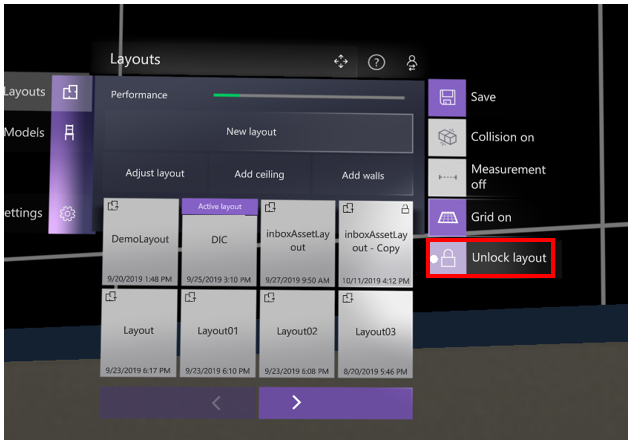 Layouts
Performance
New layout
Adjust layout
Add ceiling
Add walls
Layouts
Models
ettings
DemoLayout
9/20/2019 1:48 PM
Active layout
DIC
9/25/2019 3:10 PM
inboxAssetLay
out
9/27/2019 9:50 AM
inboxAssetLay
out - Copy
10/11/2019 4:12 PM
Layout
9/23/2019 6:17 PM
Layout01
9/23/2019 6:10 PM
Layout02
9/23/2019 6:08 PM
Layout03
8/20/2019 5:46 PM
Save
Collision on
Measurement
off
Grid on
Unlock layout